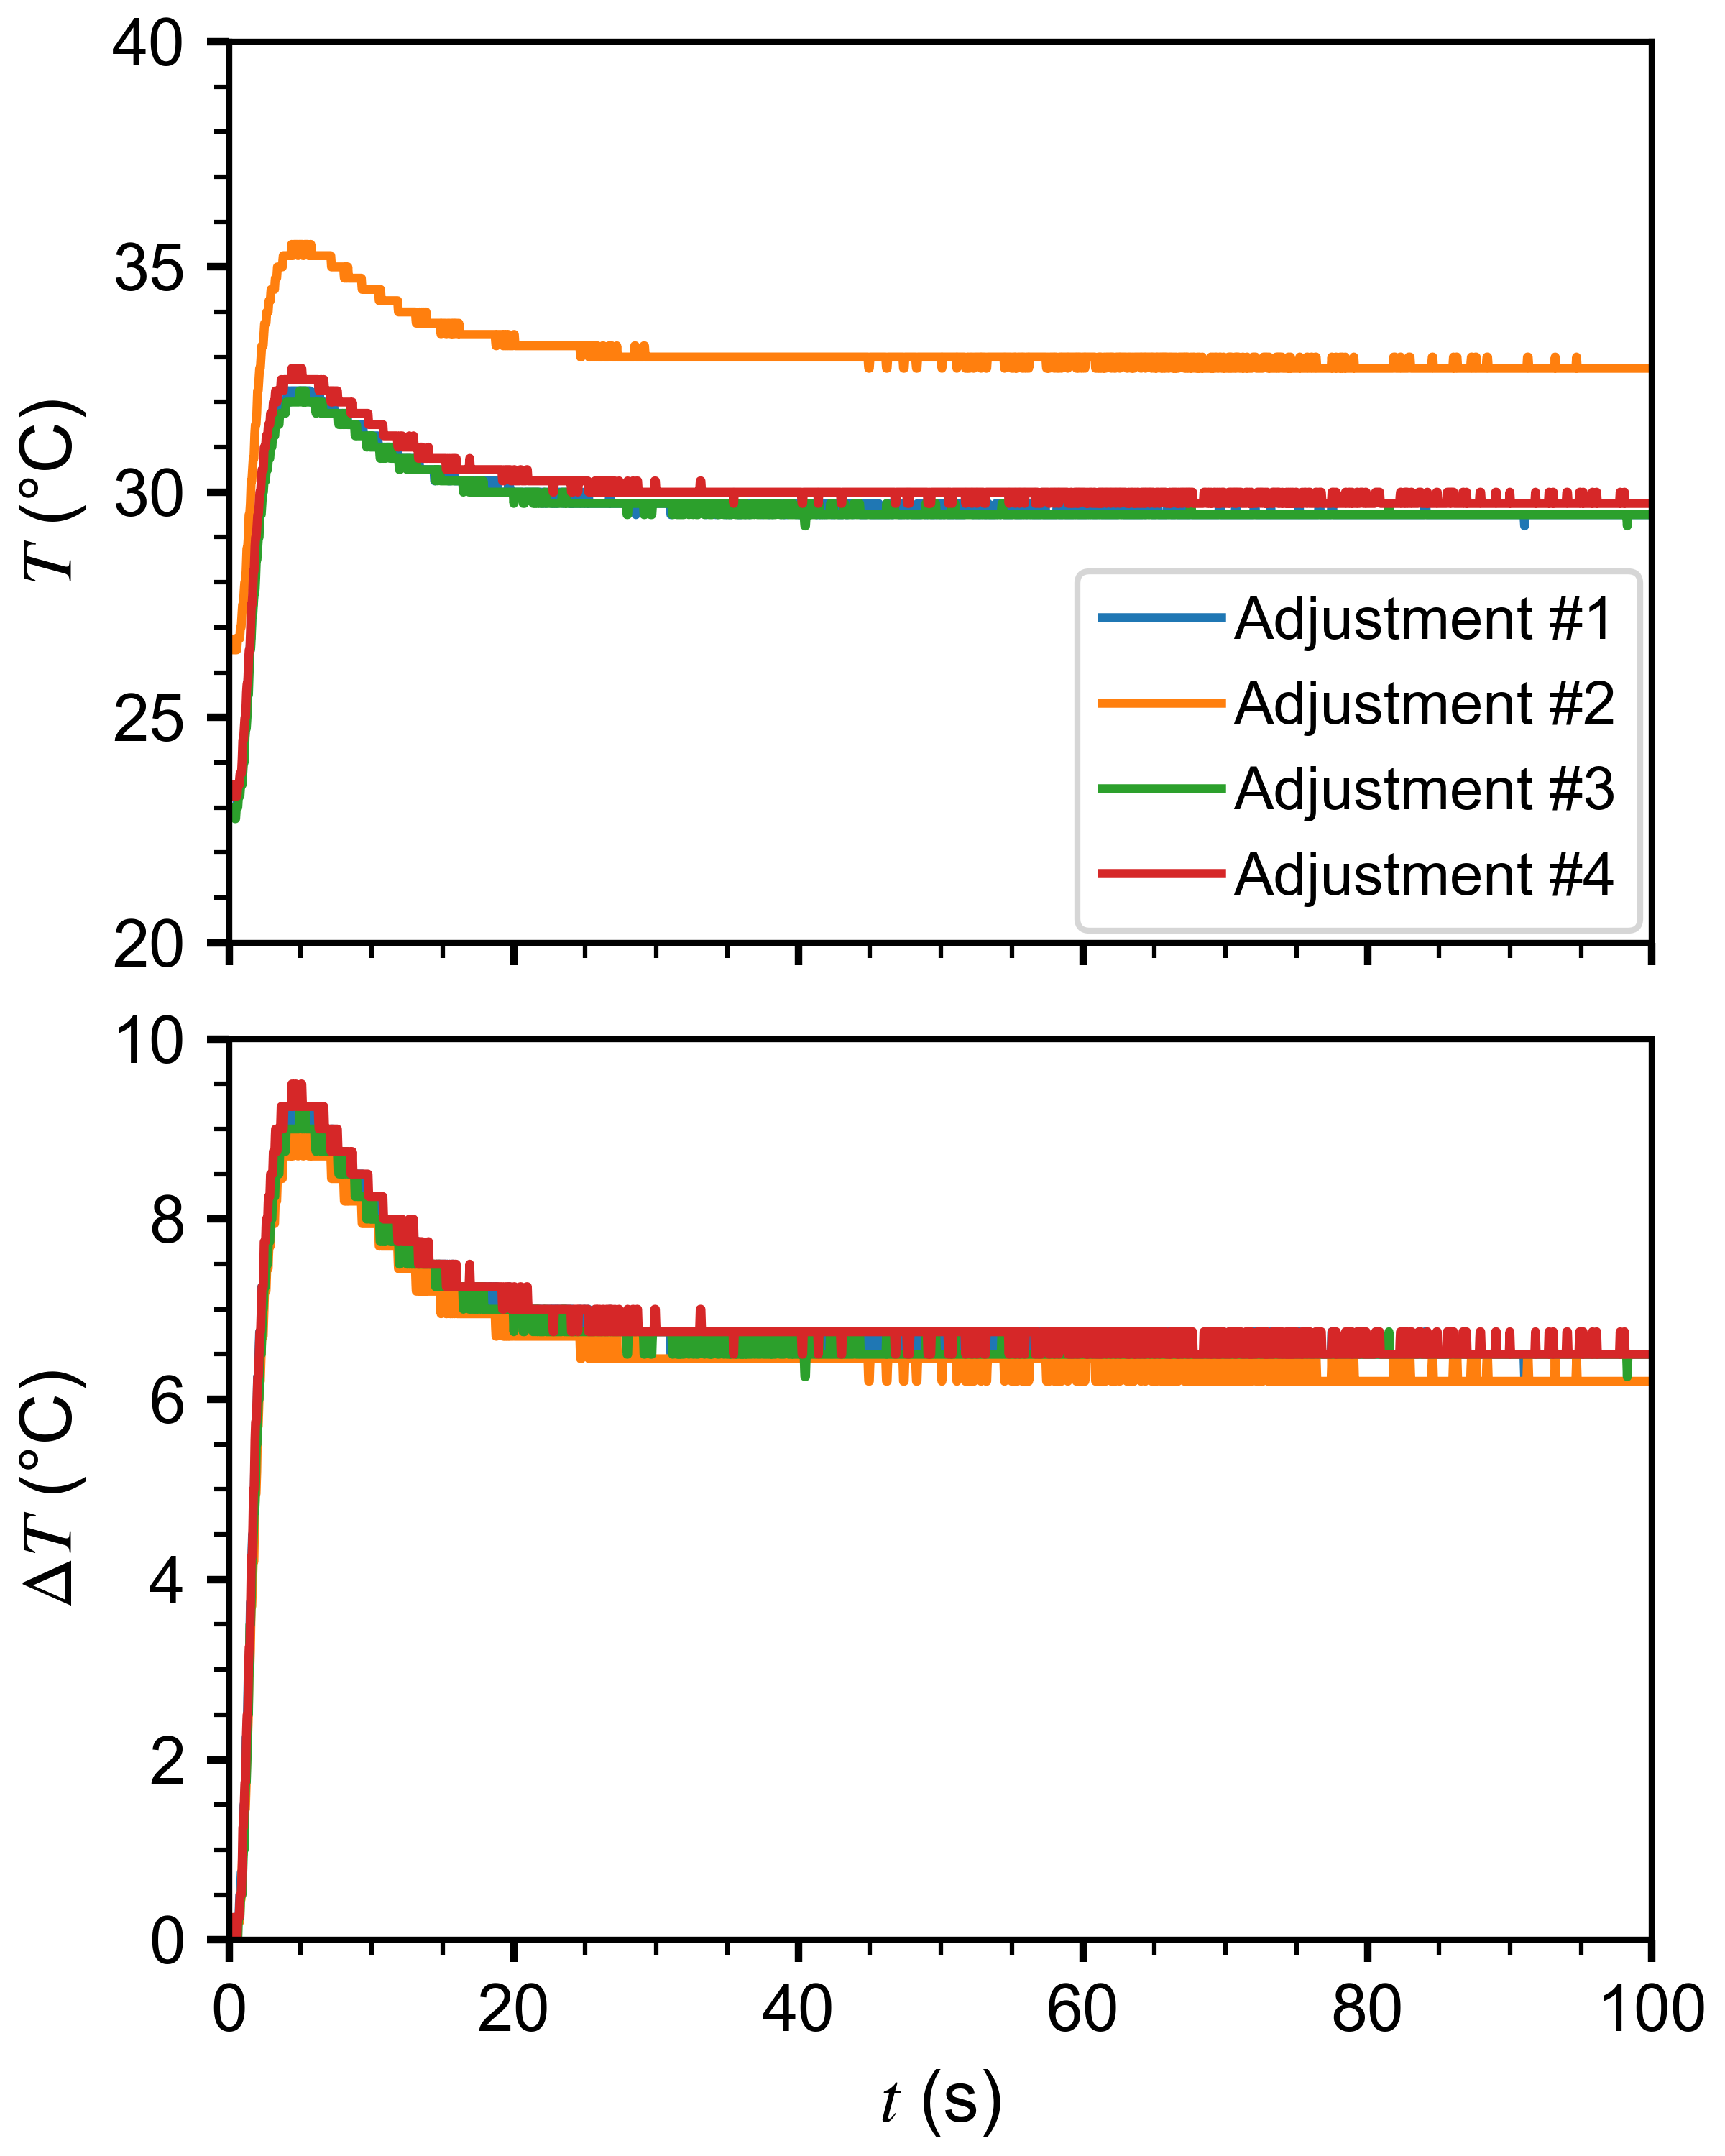 40
35
30
25
20
T (°C)
Adjustment #1
Adjustment #2
Adjustment #3
Adjustment #4
10
8
6
4
2
0
ΔT (°C)
0 20 40 60 80 100
t (s)